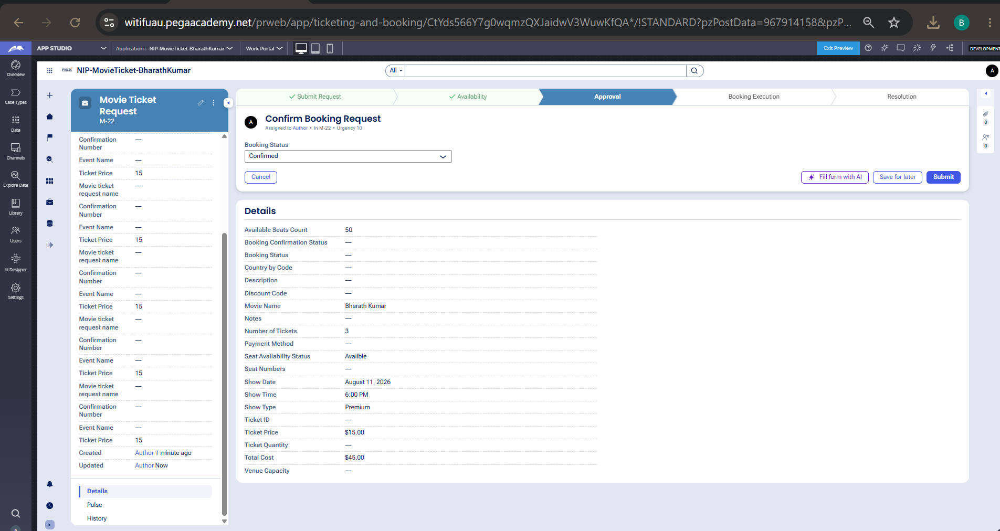 witifuau.pegaacademy.net/prweb/app/ticketing-and-booking/CtYds566Y7g0wqmzQXJaidwV3WuwKfQA*/!STANDARD?pzPostData=967914158&pzP...
B
APP STUDIO
Application : NIP-MovieTicket-BharathKumar
Work Portal
Exit Preview
DEVELOPMENT
Overview
Case Types
Data
Channels
Explore Data
Library
Users
AI Designer
Settings
FISPA
NIP-MovieTicket-BharathKumar
All
A
Movie Ticket
Request
M-22
Confirmation
Number
––
Event Name
––
Ticket Price
15
Movie ticket
request name
––
Confirmation
Number
––
Event Name
––
Ticket Price
15
Movie ticket
request name
––
Confirmation
Number
––
Event Name
––
Ticket Price
15
Movie ticket
request name
––
Confirmation
Number
––
Event Name
––
Ticket Price
15
Movie ticket
request name
––
Confirmation
Number
––
Event Name
––
Ticket Price
15
Created
Author 1 minute ago
Updated
Author Now
Details
Pulse
History
Submit Request
Availability
Approval
Booking Execution
Resolution
A
Confirm Booking Request
Assigned to Author • In M-22 • Urgency 10
Booking Status
Confirmed
Cancel
Fill form with AI
Save for later
Submit
0
0
Details
Available Seats Count 50
Booking Confirmation Status ––
Booking Status ––
Country by Code ––
Description ––
Discount Code ––
Movie Name Bharath Kumar
Notes ––
Number of Tickets 3
Payment Method ––
Seat Availability Status Availble
Seat Numbers ––
Show Date August 11, 2026
Show Time 6:00 PM
Show Type Premium
Ticket ID ––
Ticket Price $15.00
Ticket Quantity ––
Total Cost $45.00
Venue Capacity ––